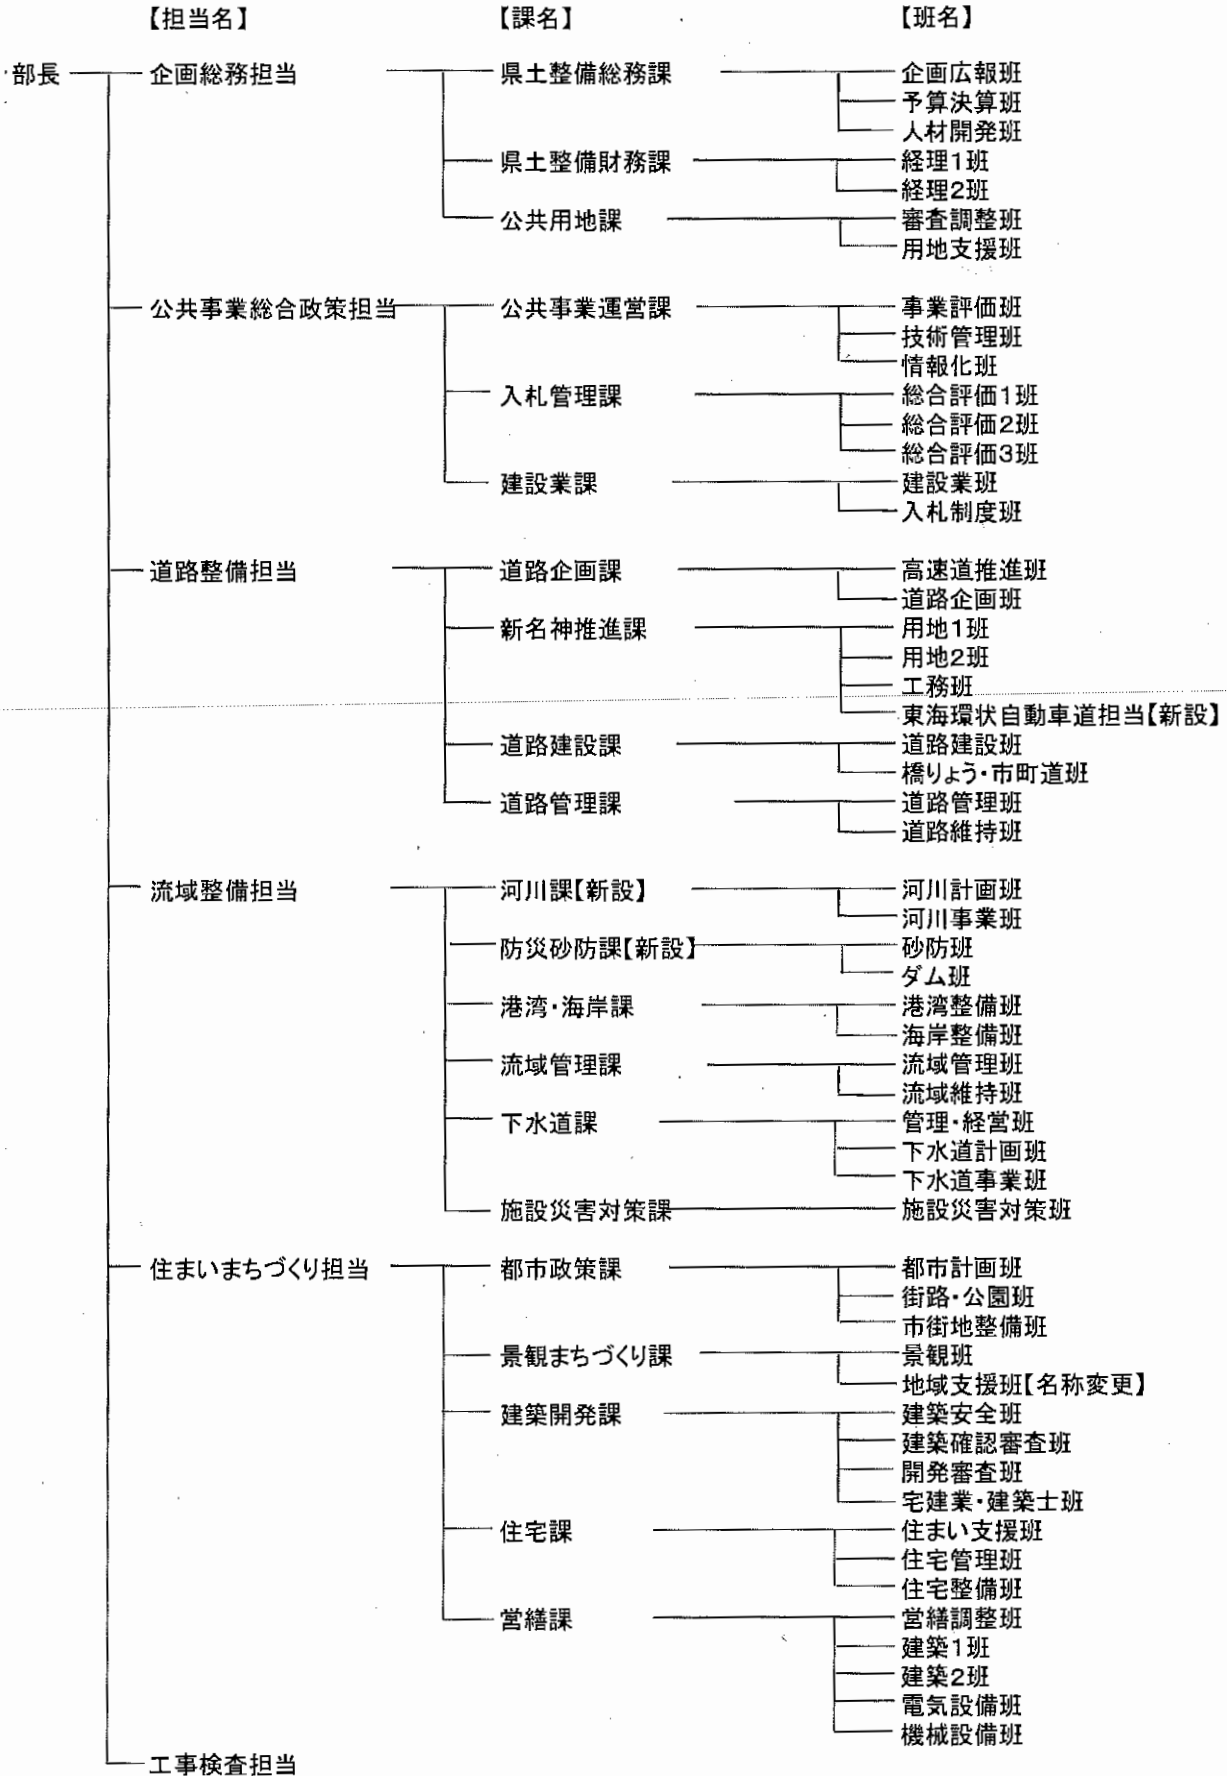 【担当名】 【課名】 【班名】
部長 企画総務担当 県土整備総務課 企画広報班
予算決算班
人材開発班
県土整備財務課 経理1班
経理2班
公共用地課 審査調整班
用地支援班
公共事業総合政策担当 公共事業運営課 事業評価班
技術管理班
情報化班
入札管理課 総合評価1班
総合評価2班
総合評価3班
建設業課 建設業班
入札制度班
道路整備担当 道路企画課 高速道推進班
道路企画班
新名神推進課 用地1班
用地2班
工務班
東海環状自動車道担当【新設】
道路建設課 道路建設班
橋りょう・市町道班
道路管理課 道路管理班
道路維持班
流域整備担当 河川課【新設】 河川計画班
河川事業班
防災砂防課【新設】 砂防班
ダム班
港湾・海岸課 港湾整備班
海岸整備班
流域管理課 流域管理班
流域維持班
下水道課 管理・経営班
下水道計画班
下水道事業班
施設災害対策課 施設災害対策班
住まいまちづくり担当 都市政策課 都市計画班
街路・公園班
市街地整備班
景観まちづくり課 景観班
地域支援班【名称変更】
建築開発課 建築安全班
建築確認審査班
開発審査班
宅建業・建築士班
住宅課 住まい支援班
住宅管理班
住宅整備班
営繕課 営繕調整班
建築1班
建築2班
電気設備班
機械設備班
工事検査担当